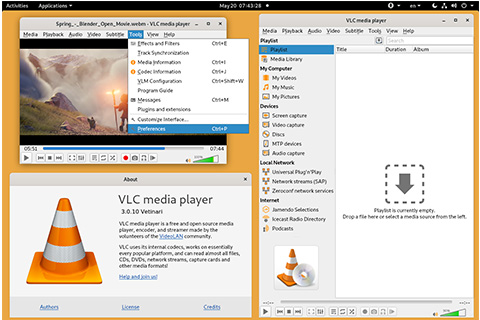 Activities Applications May 20 07:43:28 en
Spring_-_Blender_Open_Movie.webm - VLC media player
Media Playback Audio Video Subtitle Tools View Help
Effects and Filters Ctrl+E
Track Synchronization
Media Information Ctrl+I
Codec Information Ctrl+J
VLM Configuration Ctrl+Shift+W
Program Guide
Messages Ctrl+M
Plugins and extensions
Customize Interface...
Preferences Ctrl+P
05:51 07:44
About
VLC media player
3.0.10 Vetinari
VLC media player is a free and open source media
player, encoder, and streamer made by the
volunteers of the VideoLAN community.
VLC uses its internal codecs, works on essentially
every popular platform, and can read almost all files,
CDs, DVDs, network streams, capture cards and
other media formats!
Help and join us!
Authors License Credits
VLC media player
Media Playback Audio Video Subtitle Tools View Help
Playlist
Playlist
Media Library
My Computer
My Videos
My Music
My Pictures
Devices
Screen capture
Video capture
Discs
MTP devices
Audio capture
Local Network
Universal Plug'n'Play
Network streams (SAP)
Zeroconf network services
Internet
Jamendo Selections
Icecast Radio Directory
Podcasts
Search
Title Duration Album
Playlist is currently empty.
Drop a file here or select a media source from the left.
--:-- --:--